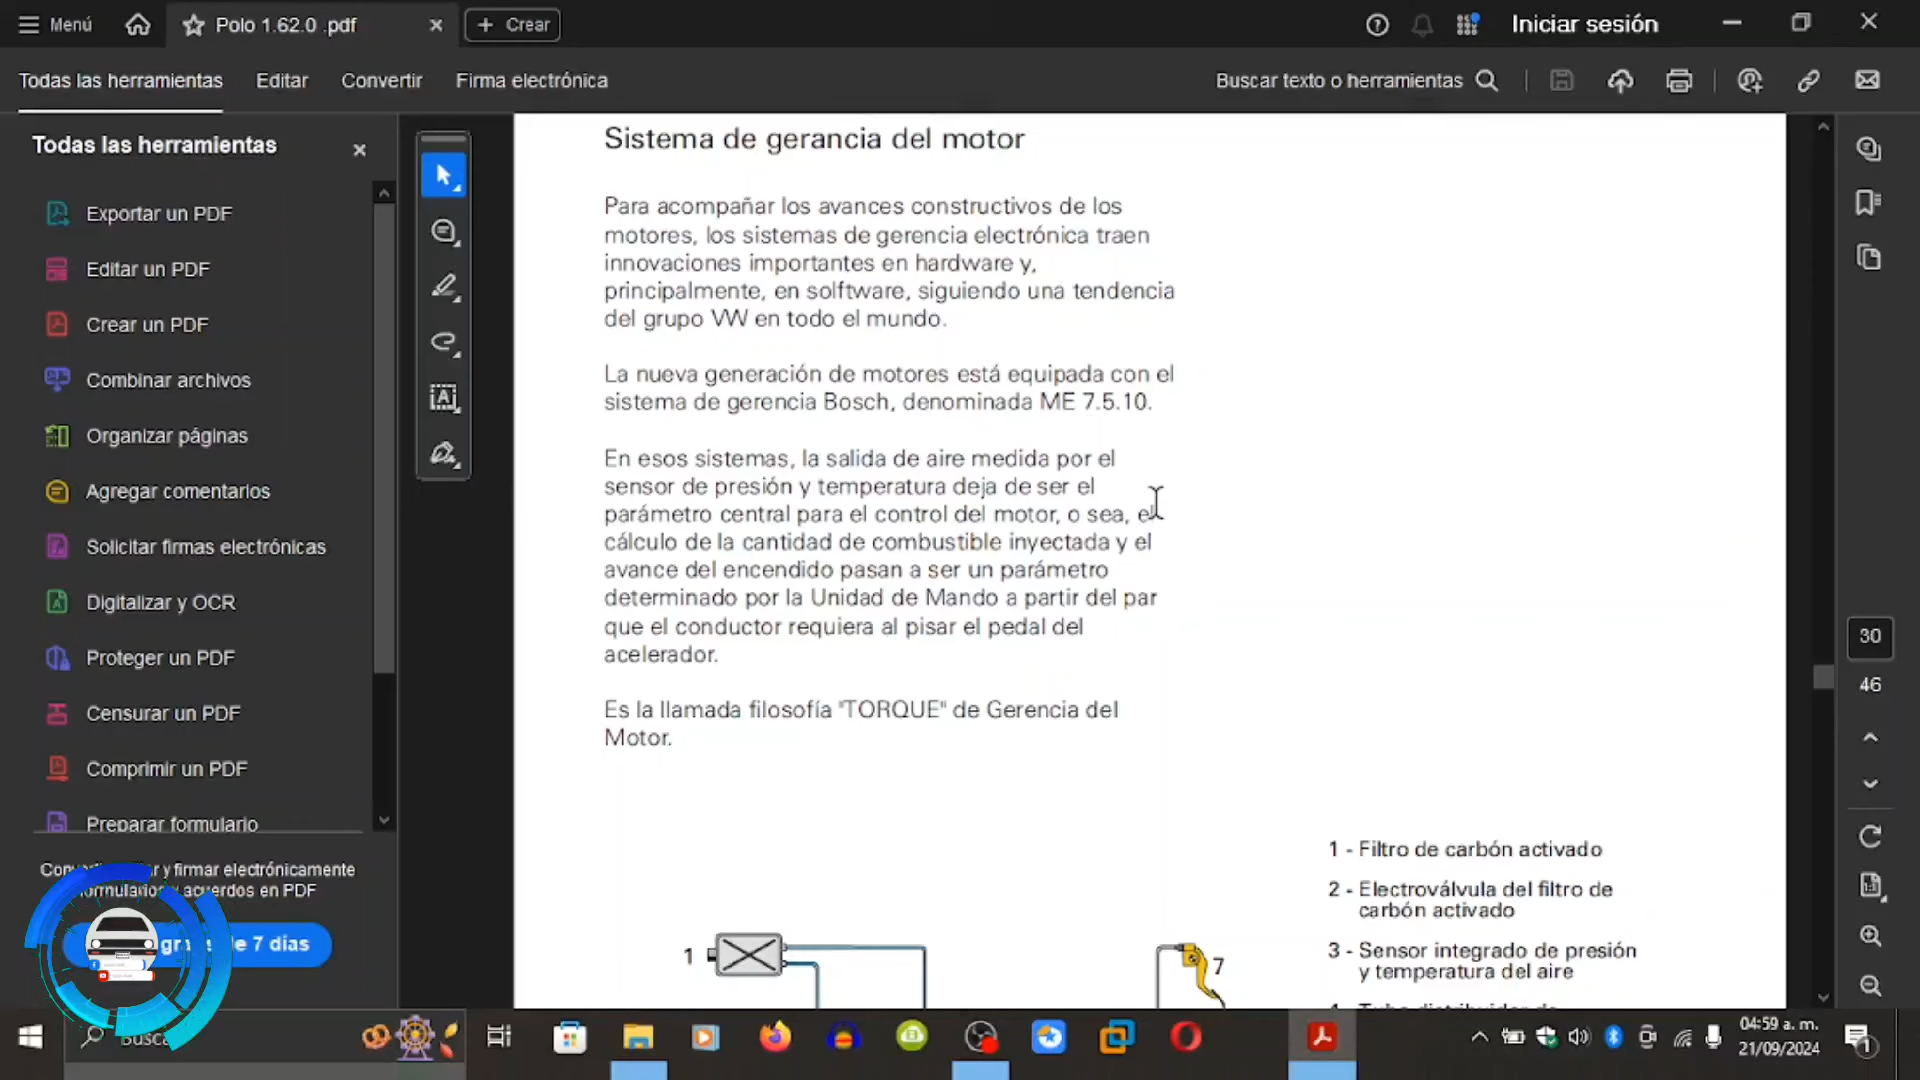 Menú
Polo 1.62.0 .pdf
Crear
Iniciar sesión
Todas las herramientas
Editar
Convertir
Firma electrónica
Buscar texto o herramientas
Todas las herramientas
Exportar un PDF
Editar un PDF
Crear un PDF
Combinar archivos
Organizar páginas
Agregar comentarios
Solicitar firmas electrónicas
Digitalizar y OCR
Proteger un PDF
Censurar un PDF
Comprimir un PDF
Preparar formulario
y firmar electrónicamente
acuerdos en PDF
de 7 días
Sistema de gerancia del motor
Para acompañar los avances constructivos de los
motores, los sistemas de gerencia electrónica traen
innovaciones importantes en hardware y,
principalmente, en solftware, siguiendo una tendencia
del grupo VW en todo el mundo.
La nueva generación de motores está equipada con el
sistema de gerencia Bosch, denominada ME 7.5.10.
En esos sistemas, la salida de aire medida por el
sensor de presión y temperatura deja de ser el
parámetro central para el control del motor, o sea, el
cálculo de la cantidad de combustible inyectada y el
avance del encendido pasan a ser un parámetro
determinado por la Unidad de Mando a partir del par
que el conductor requiera al pisar el pedal del
acelerador.
Es la llamada filosofía "TORQUE" de Gerencia del
Motor.
1
7
1 - Filtro de carbón activado
2 - Electroválvula del filtro de
carbón activado
3 - Sensor integrado de presión
y temperatura del aire
30
46
04:59 a. m.
21/09/2024
1